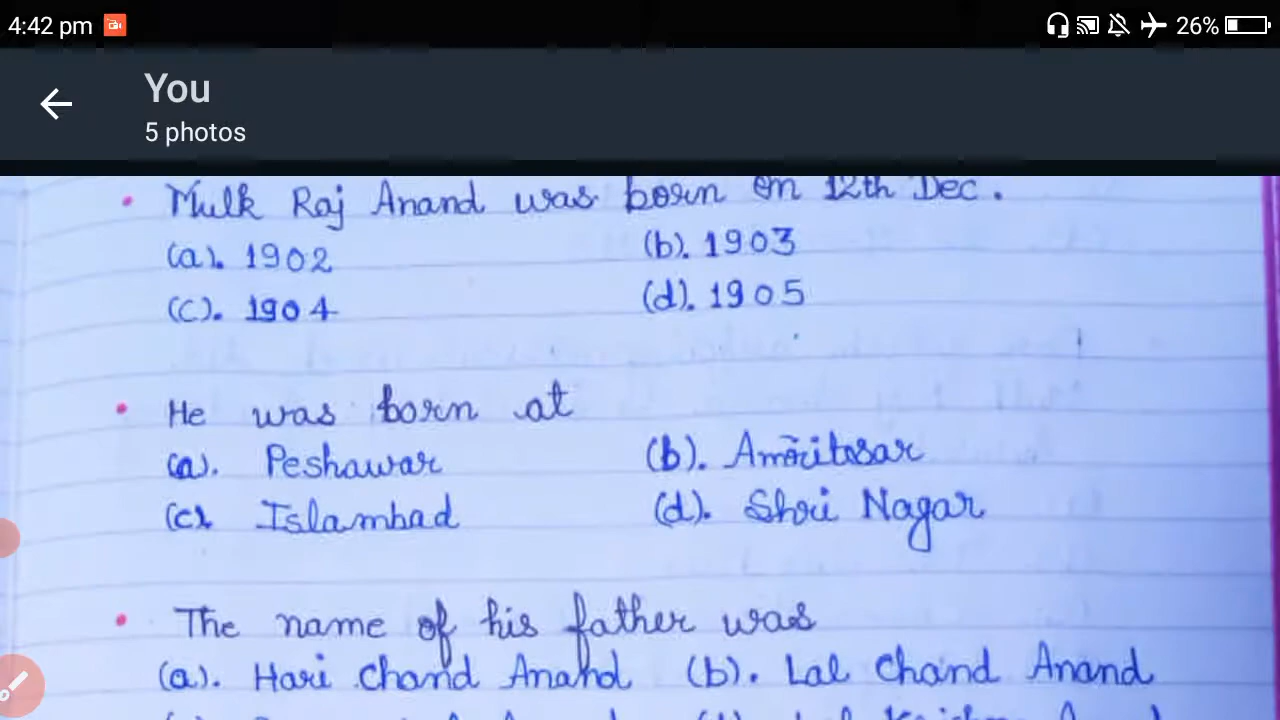 4:42 pm 26%
You
5 photos
Mulk Raj Anand was born on 12th Dec.
(a). 1902 (b). 1903
(c). 1904 (d). 1905
He was born at
(a). Peshawar (b). Amritsar
(c). Islambad (d). Shri Nagar
The name of his father was
(a). Hari Chand Anand (b). Lal Chand Anand